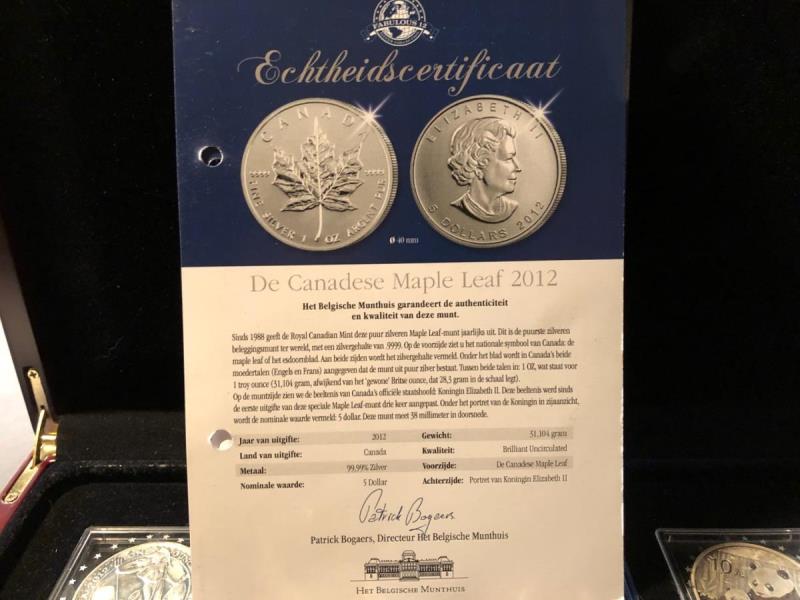 FABULOUS 12
Echtheidscertificaat
CANADA
9999 9999
FINE SILVER 1 OZ ARGENT PUR
ELIZABETH II
5 DOLLARS 2012
Ø 40 mm
De Canadese Maple Leaf 2012
Het Belgische Munthuis garandeert de authenticiteit
en kwaliteit van deze munt.
Sinds 1988 geeft de Royal Canadian Mint deze puur zilveren Maple Leaf-munt jaarlijks uit. Dit is de puurste zilveren
beleggingsmunt ter wereld, met een zilvergehalte van .9999. Op de voorzijde ziet u het nationale symbool van Canada: de
maple leaf of het esdoornblad. Aan beide zijden wordt het zilvergehalte vermeld. Onder het blad wordt in Canada's beide
moedertalen (Engels en Frans) aangegeven dat de munt uit puur zilver bestaat. Tussen beide talen in: 1 OZ, wat staat voor
1 troy ounce (31,104 gram, afwijkend van het 'gewone' Britse ounce, dat 28,3 gram in de schaal legt).
Op de muntzijde zien we de beeltenis van Canada's officiële staatshoofd: Koningin Elizabeth II. Deze beeltenis werd sinds
de eerste uitgifte van deze speciale Maple Leaf-munt drie keer aangepast. Onder het portret van de Koningin in zijaanzicht,
wordt de nominale waarde vermeld: 5 dollar. Deze munt meet 38 millimeter in doorsnede.
Jaar van uitgifte: 2012 Gewicht: 31,104 gram
Land van uitgifte: Canada Kwaliteit: Brilliant Uncirculated
Metaal: 99.99% Zilver Voorzijde: De Canadese Maple Leaf
Nominale waarde: 5 Dollar Achterzijde: Portret van Koningin Elizabeth II
Patrick Bogaers
Patrick Bogaers, Directeur Het Belgische Munthuis
HET BELGISCHE MUNTHUIS
10